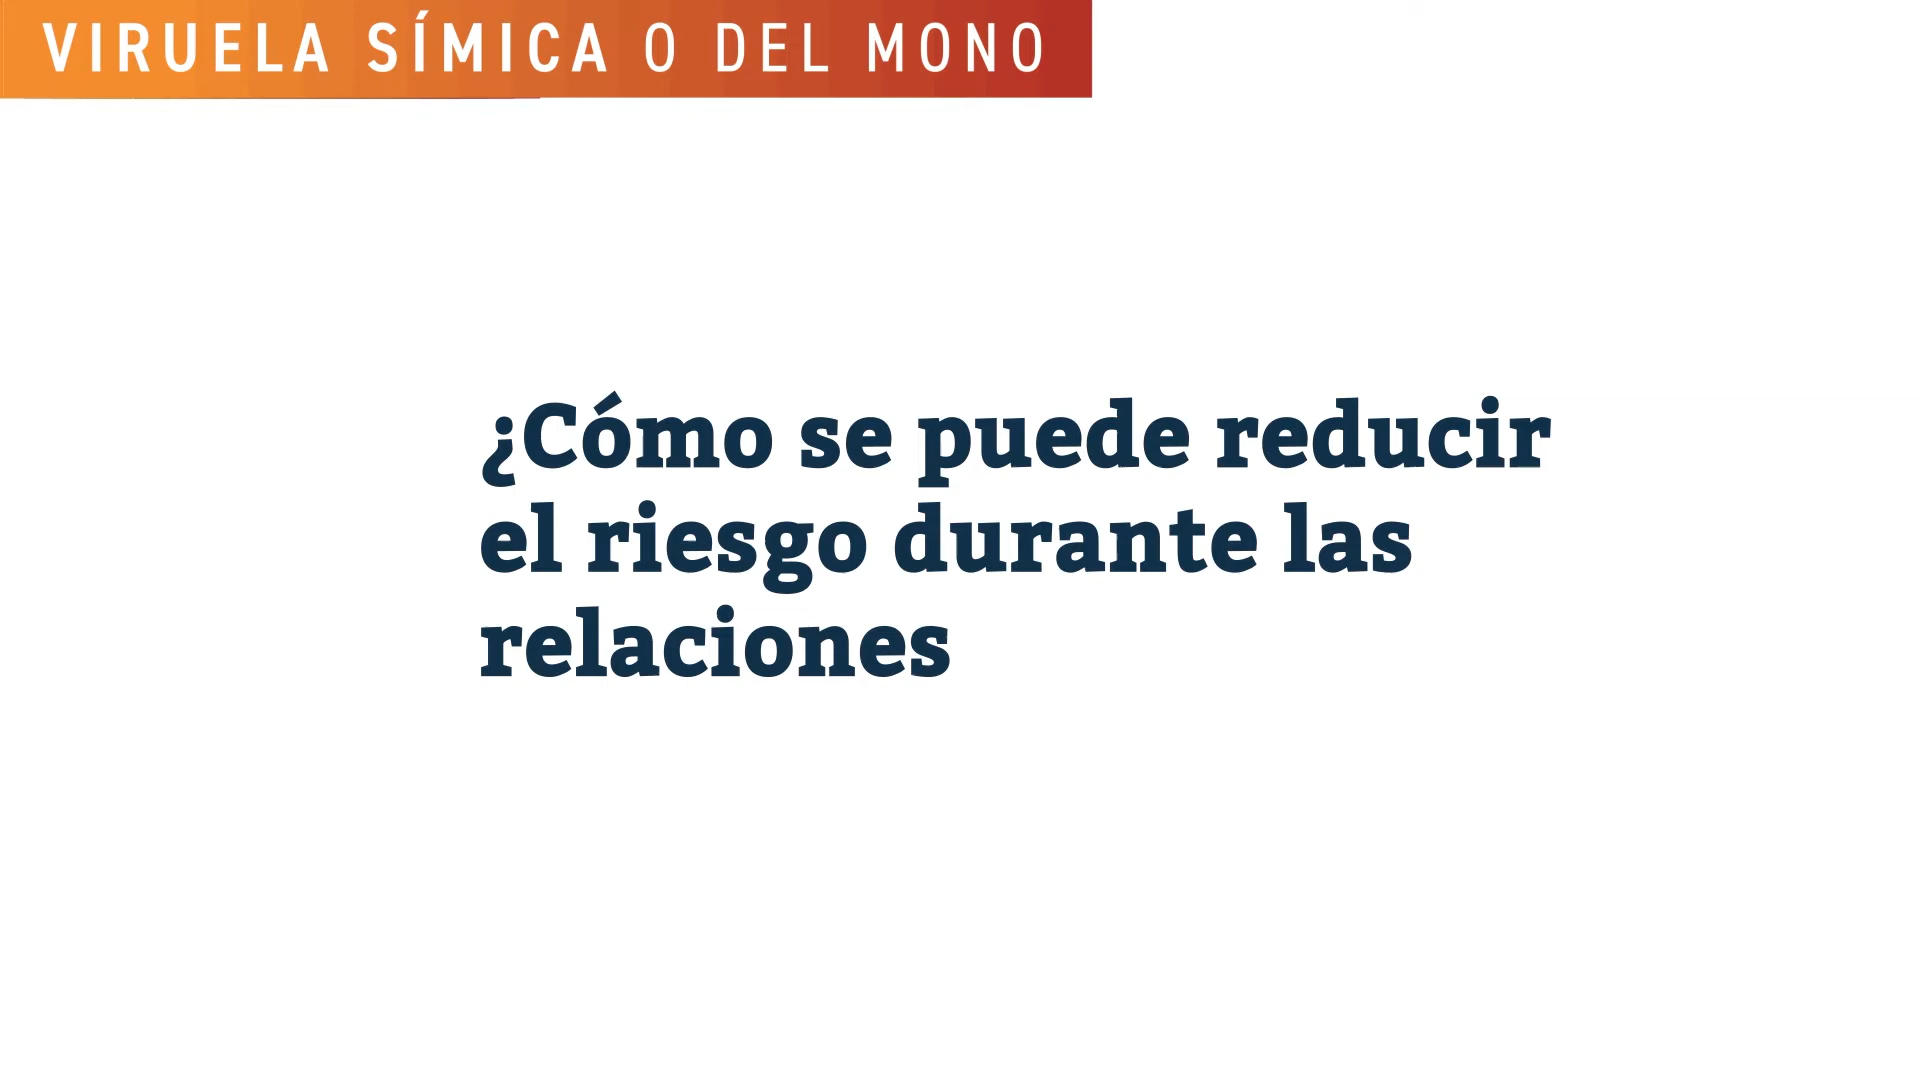 VIRUELA SÍMICA O DEL MONO
¿Cómo se puede reducir
el riesgo durante las
relaciones